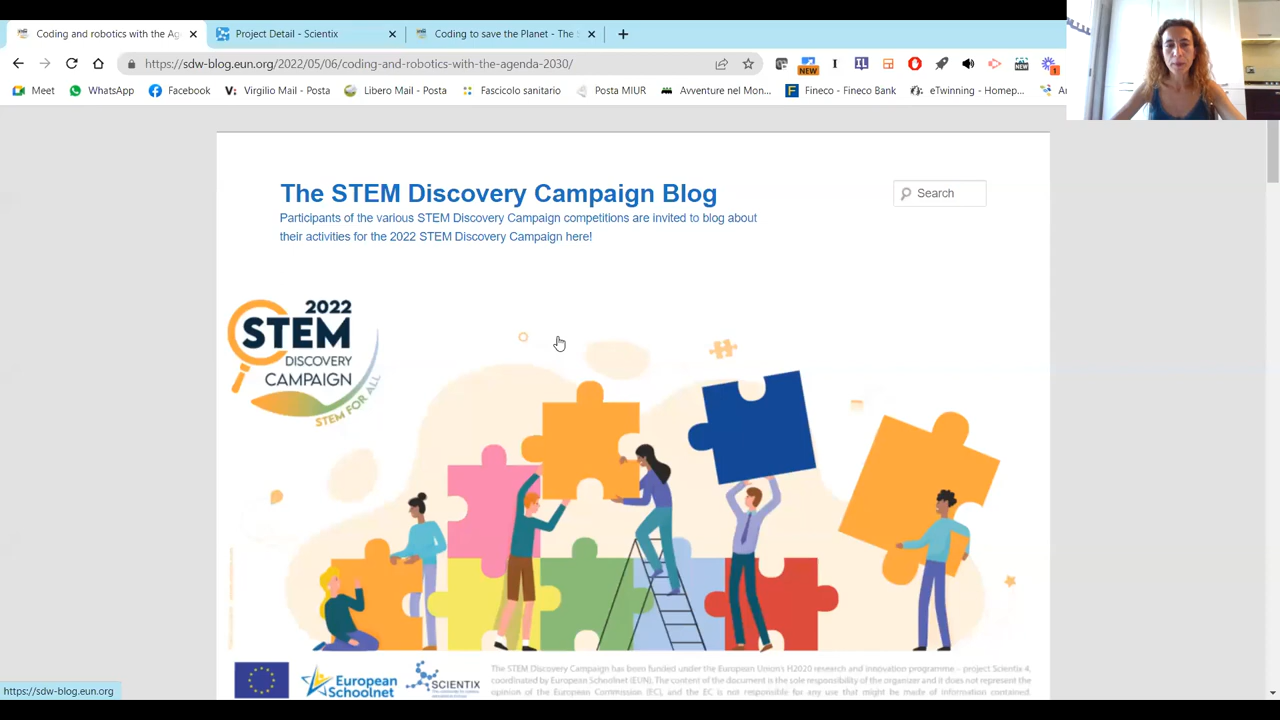 Coding and robotics with the Ag
Project Detail - Scientix
Coding to save the Planet - The S
https://sdw-blog.eun.org/2022/05/06/coding-and-robotics-with-the-agenda-2030/
NEW
NEW
1
Meet
WhatsApp
Facebook
Virgilio Mail - Posta
Libero Mail - Posta
Fascicolo sanitario
Posta MIUR
Avventure nel Mon...
Fineco - Fineco Bank
eTwinning - Homep...
The STEM Discovery Campaign Blog
Search
Participants of the various STEM Discovery Campaign competitions are invited to blog about
their activities for the 2022 STEM Discovery Campaign here!
2022
STEM
DISCOVERY
CAMPAIGN
STEM FOR ALL
European
Schoolnet
SCIENTIX
The STEM Discovery Campaign has been funded under the European Union's H2020 research and innovation programme – project Scientix 4,
coordinated by European Schoolnet (EUN). The content of the document is the sole responsibility of the organizer and it does not represent the
opinion of the European Commission (EC), and the EC is not responsible for any use that might be made of information contained.
https://sdw-blog.eun.org